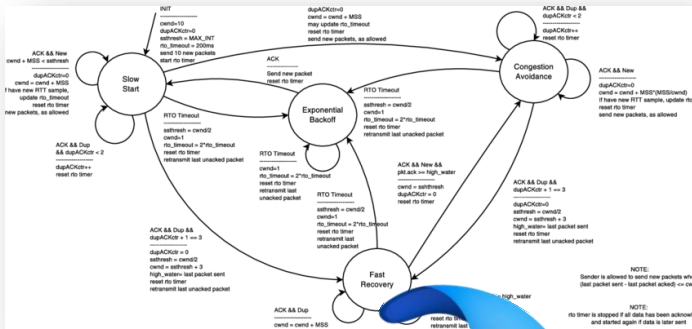 INIT
cwnd=10
dupACKctr=0
ssthresh = MAX_INT
rto_timeout = 200ms
send 10 new packets
start rto timer
dupACKctr=0
cwnd = cwnd + MSS
may update rto_timeout
reset rto timer
send new packets, as allowed
ACK && Dup &&
dupACKctr < 2
dupACKctr++
reset rto timer
ACK && New
cwnd + MSS < ssthresh
dupACKctr=0
cwnd = cwnd + MSS
if have new RTT sample,
update rto_timeout
reset rto timer
new packets, as allowed
Slow
Start
ACK
Send new packet
reset rto timer
Congestion
Avoidance
ACK && New
dupACKctr=0
cwnd = cwnd + MSS*(MSS/cwnd)
if have new RTT sample, update
reset rto timer
send new packets, as allowed
Exponential
Backoff
RTO Timeout
ssthresh = cwnd/2
cwnd=1
rto_timeout = 2*rto_timeout
reset rto timer
retransmit last unacked packet
RTO Timeout
ssthresh = cwnd/2
cwnd=1
rto_timeout = 2*rto_timeout
reset rto timer
retransmit last unacked packet
ACK && Dup
&& dupACKctr < 2
dupACKctr++
reset rto timer
RTO Timeout
cwnd=1
rto_timeout = 2*rto_timeout
reset rto timer
retransmit last
unacked packet
ACK && New &&
pkt.ack >= high_water
cwnd = sshthresh
dupACKctr = 0
reset rto timer
RTO Timeout
ssthresh = cwnd/2
cwnd=1
rto_timeout = 2*rto_timeout
reset rto timer
retransmit last
unacked packet
ACK && Dup &&
dupACKctr + 1 == 3
dupACKctr=0
ssthresh = cwnd/2
cwnd = ssthresh + 3
high_water= last packet sent
reset rto timer
retransmit last unacked packet
ACK && Dup &&
dupACKctr + 1 == 3
dupACKctr = 0
ssthresh = cwnd/2
cwnd = ssthresh + 3
high_water= last packet sent
reset rto timer
retransmit last unacked packet
Fast
Recovery
high_water
reset rto
ACK && Dup
cwnd = cwnd + MSS
NOTE:
Sender is allowed to send new packets
(last packet sent - last packet acked) <=
NOTE:
rto timer is stopped if all data has been
and started again if data is later sent